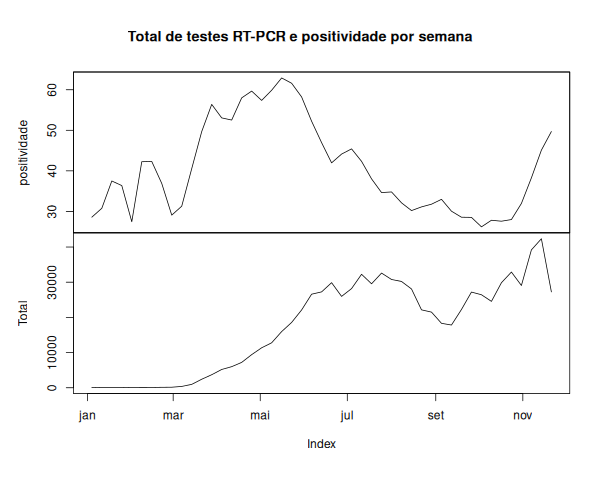 Total de testes RT-PCR e positividade por semana
positividade
60
50
40
30
Total
30000
10000
0
jan mar mai jul set nov
Index